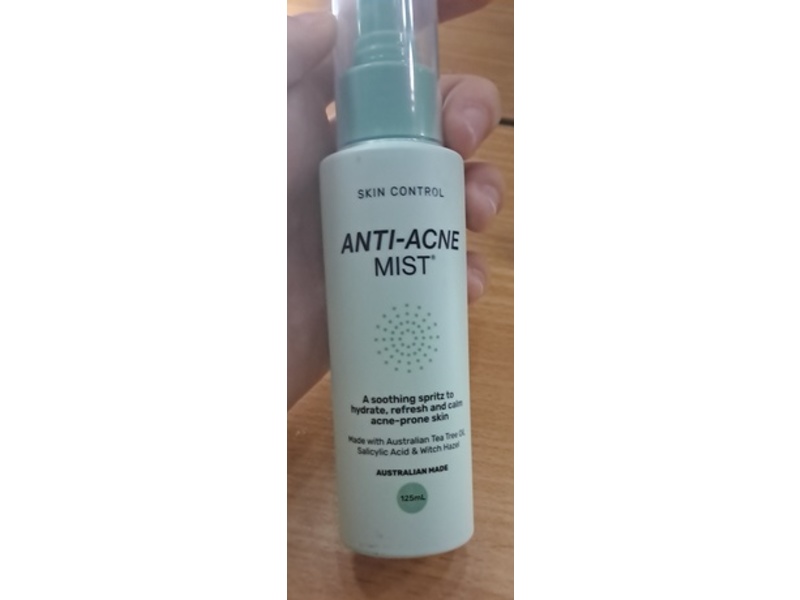 SKIN CONTROL
ANTI-ACNE
MIST®
A soothing spritz to
hydrate, refresh and calm
acne-prone skin
Made with Australian Tea Tree Oil,
Salicylic Acid & Witch Hazel
AUSTRALIAN MADE
125mL